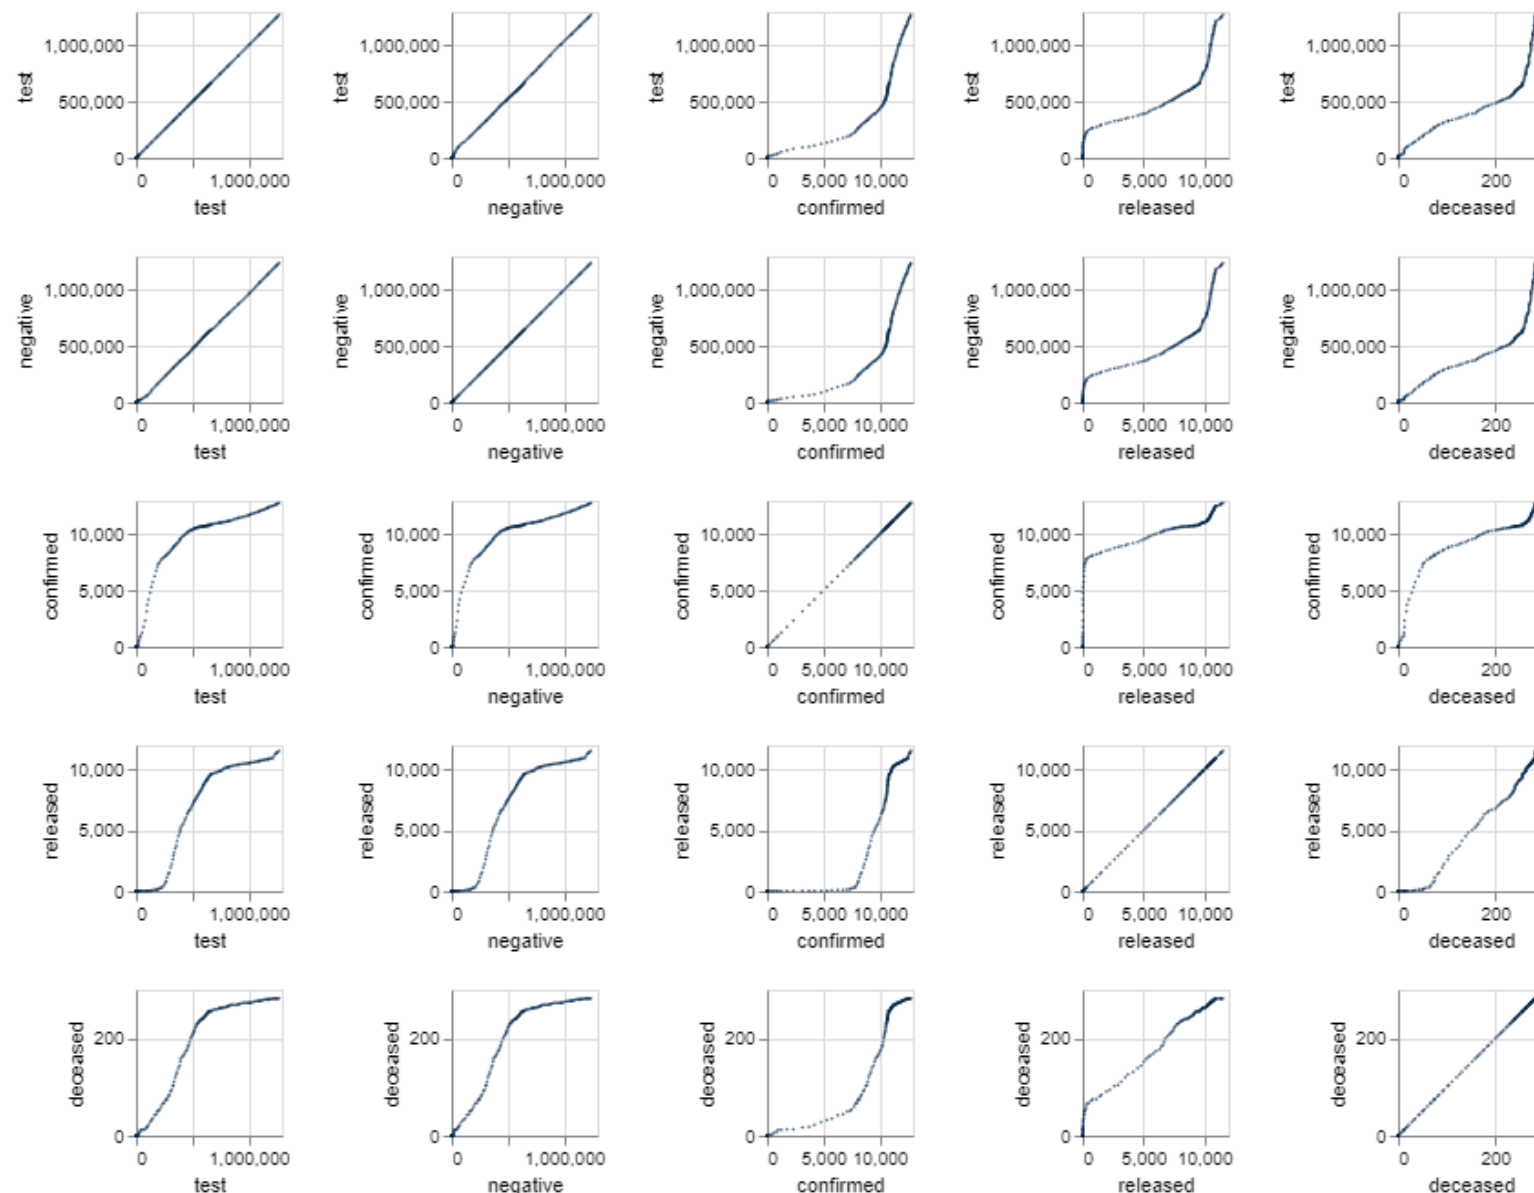 1,000,000 1,000,000 1,000,000 1,000,000 1,000,000
test test test test test
500,000 500,000 500,000 500,000 500,000
0 0 0 0 0
0 1,000,000 0 1,000,000 0 5,000 10,000 0 5,000 10,000 0 200
test negative confirmed released deceased
1,000,000 1,000,000 1,000,000 1,000,000 1,000,000
negative negative negative negative negative
500,000 500,000 500,000 500,000 500,000
0 0 0 0 0
0 1,000,000 0 1,000,000 0 5,000 10,000 0 5,000 10,000 0 200
test negative confirmed released deceased
10,000 10,000 10,000 10,000 10,000
confirmed confirmed confirmed confirmed confirmed
5,000 5,000 5,000 5,000 5,000
0 0 0 0 0
0 1,000,000 0 1,000,000 0 5,000 10,000 0 5,000 10,000 0 200
test negative confirmed released deceased
10,000 10,000 10,000 10,000 10,000
released released released released released
5,000 5,000 5,000 5,000 5,000
0 0 0 0 0
0 1,000,000 0 1,000,000 0 5,000 10,000 0 5,000 10,000 0 200
test negative confirmed released deceased
200 200 200 200 200
deceased deceased deceased deceased deceased
0 0 0 0 0
0 1,000,000 0 1,000,000 0 5,000 10,000 0 5,000 10,000 0 200
test negative confirmed released deceased